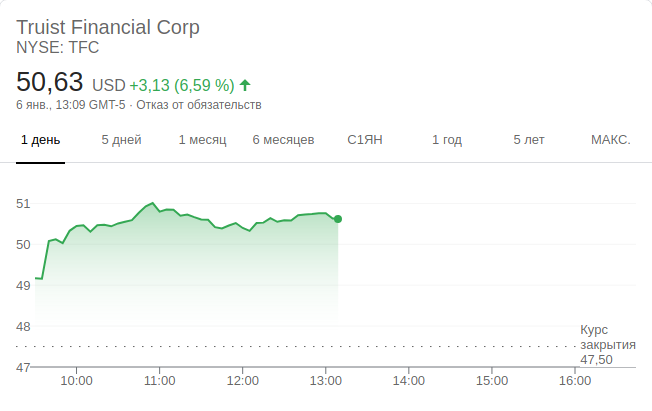 Truist Financial Corp
NYSE: TFC
50,63 USD +3,13 (6,59 %)
6 янв., 13:09 GMT-5 · Отказ от обязательств
1 день 5 дней 1 месяц 6 месяцев С1ЯН 1 год 5 лет МАКС.
51
50
49
48
Курс
закрытия
47,50
47
10:00 11:00 12:00 13:00 14:00 15:00 16:00